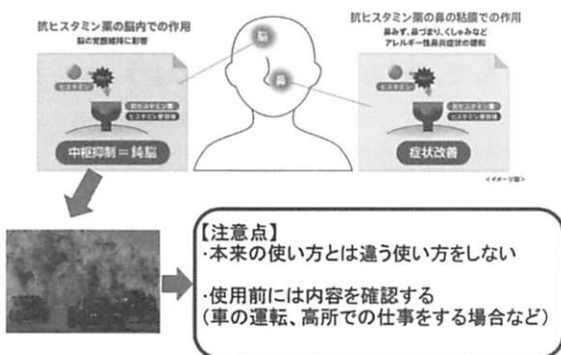 抗ヒスタミン薬の脳内での作用
脳の覚醒維持に影響
ヒスタミン
抗ヒスタミン薬
ヒスタミン受容体
中枢抑制=鈍脳
脳
鼻
抗ヒスタミン薬の鼻の粘膜での作用
鼻みず、鼻づまり、くしゃみなど
アレルギー性鼻炎症状の緩和
ヒスタミン
抗ヒスタミン薬
ヒスタミン受容体
症状改善
<イメージ図>
【注意点】
・本来の使い方とは違う使い方をしない
・使用前には内容を確認する
(車の運転、高所での仕事をする場合など)